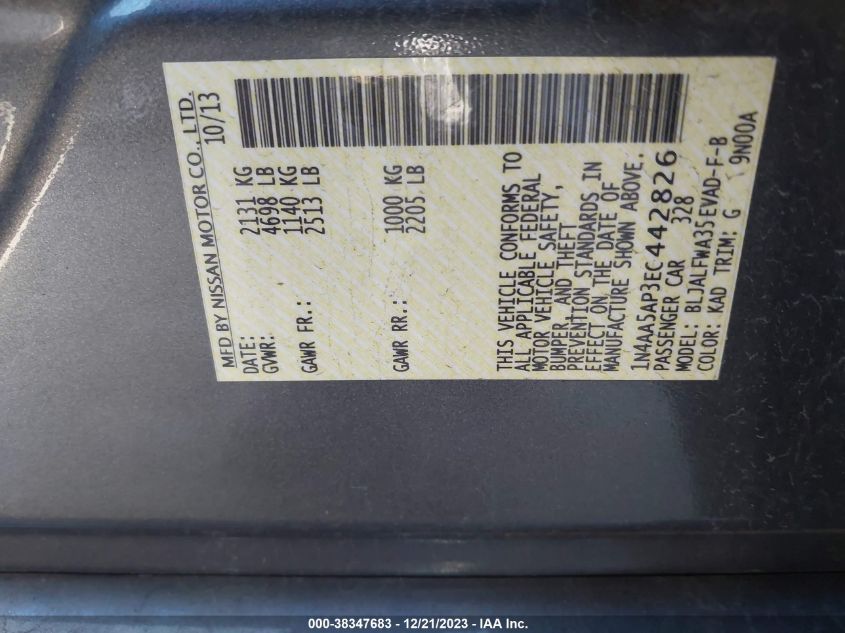 MFD BY NISSAN MOTOR CO., LTD.
DATE: 10/13
GVWR: 2131 KG
4698 LB
GAWR FR.: 1140 KG
2513 LB
GAWR RR.: 1000 KG
2205 LB
THIS VEHICLE CONFORMS TO
ALL APPLICABLE FEDERAL
MOTOR VEHICLE SAFETY,
BUMPER, AND THEFT
PREVENTION STANDARDS IN
EFFECT ON THE DATE OF
MANUFACTURE SHOWN ABOVE.
1N4AA5AP3EC442826
PASSENGER CAR 328
MODEL: BLJALFWA35EVAD-F-B
COLOR: KAD TRIM: G 9N00A
000-38347683 - 12/21/2023 - IAA Inc.